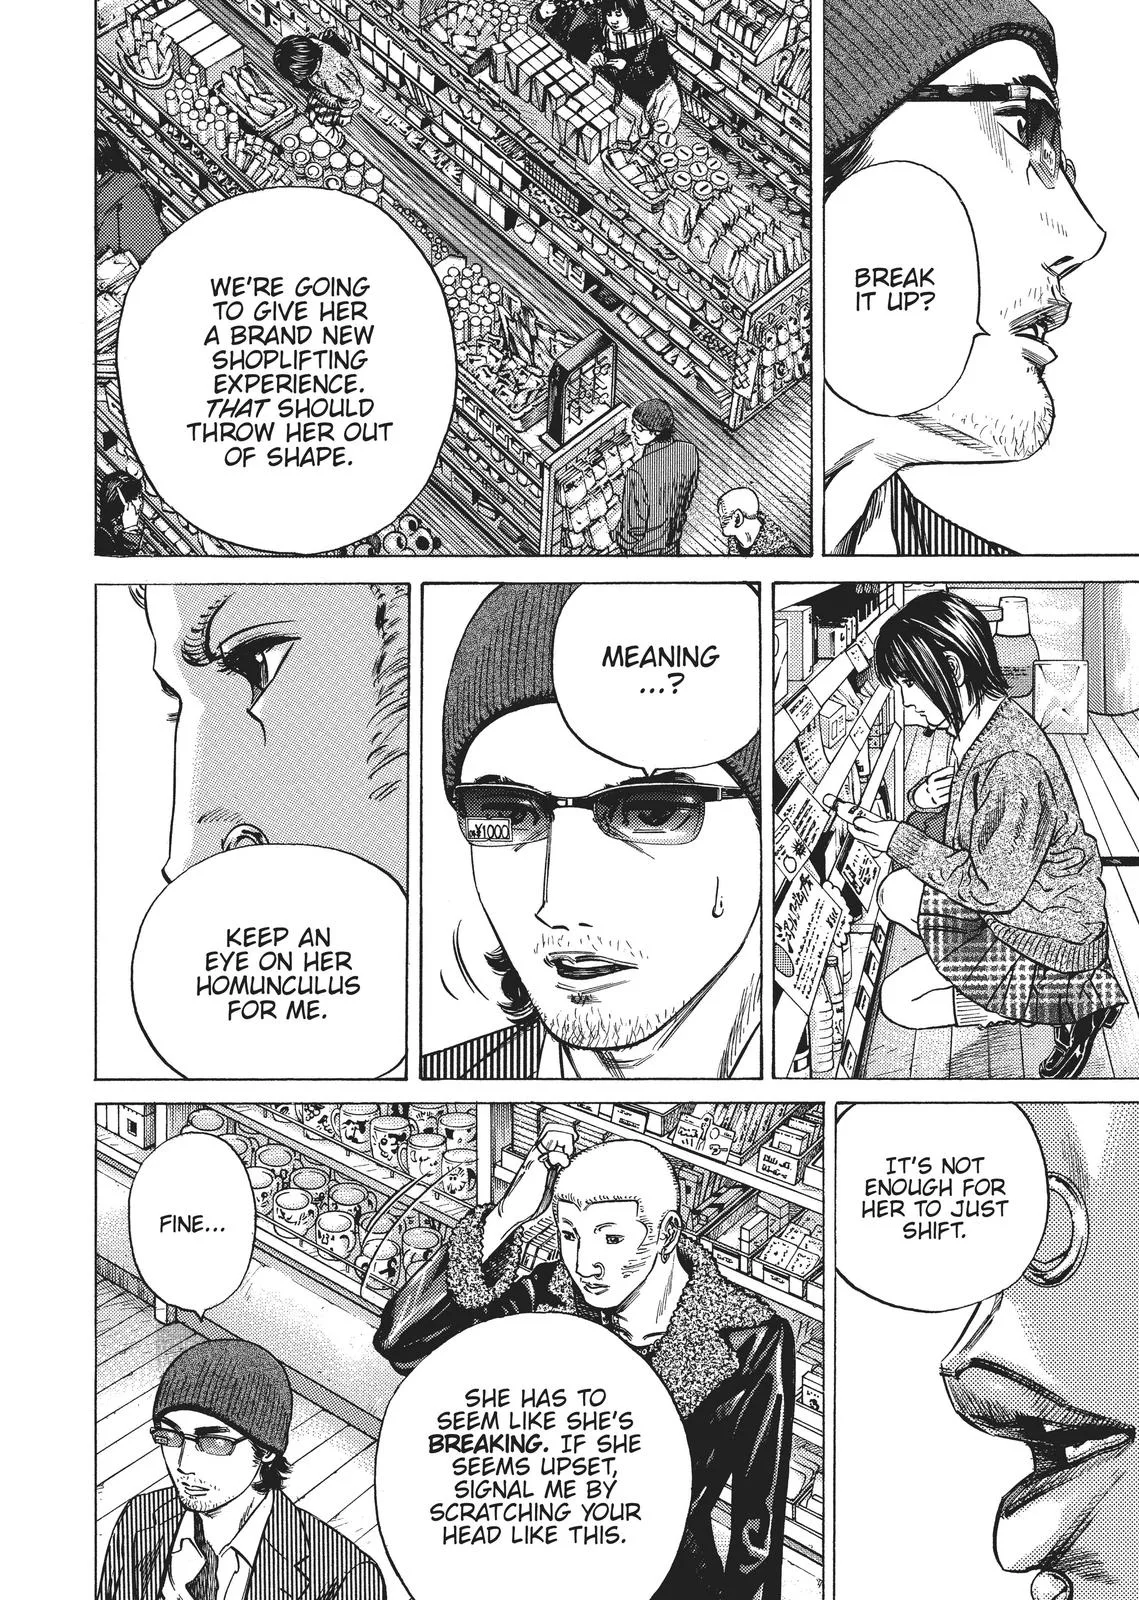 BREAK
IT UP?
WE'RE GOING
TO GIVE HER
A BRAND NEW
SHOPLIFTING
EXPERIENCE.
THAT SHOULD
THROW HER OUT
OF SHAPE.
MEANING
...?
¥1000
KEEP AN
EYE ON HER
HOMUNCULUS
FOR ME.
IT'S NOT
ENOUGH FOR
HER TO JUST
SHIFT.
SHE HAS TO
SEEM LIKE SHE'S
BREAKING. IF SHE
SEEMS UPSET,
SIGNAL ME BY
SCRATCHING YOUR
HEAD LIKE THIS.
FINE...